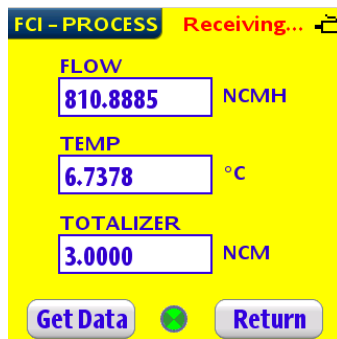 FCI – PROCESS Receiving...
FLOW
810.8885 NCMH
TEMP
6.7378 °C
TOTALIZER
3.0000 NCM
Get Data Return